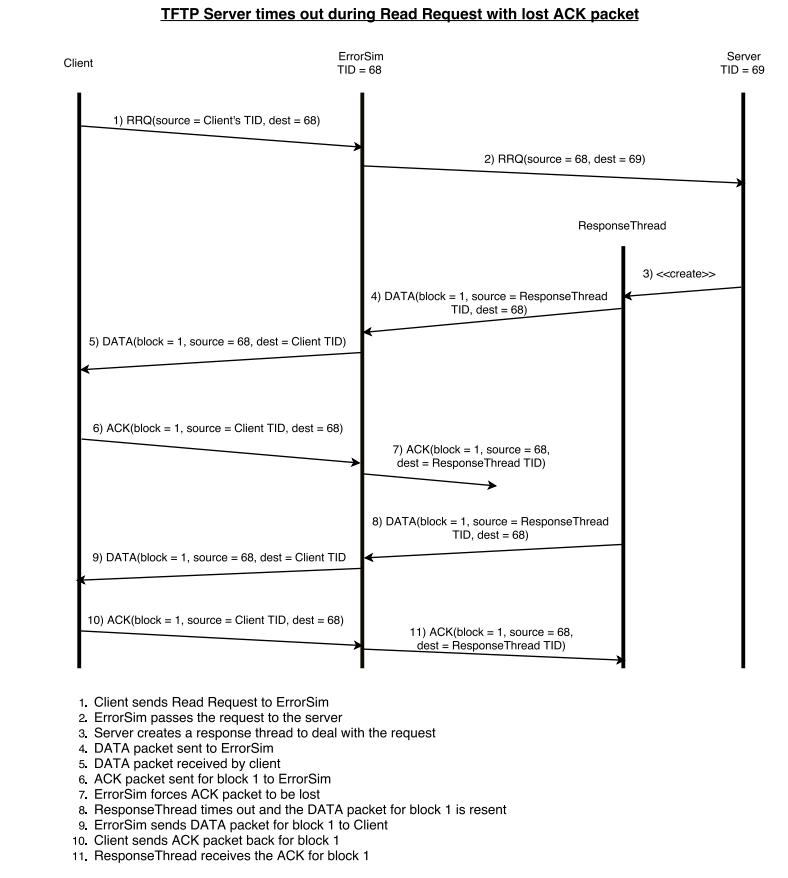 TFTP Server times out during Read Request with lost ACK packet
Client
ErrorSim
TID = 68
Server
TID = 69
1) RRQ(source = Client's TID, dest = 68)
2) RRQ(source = 68, dest = 69)
ResponseThread
3) <<create>>
4) DATA(block = 1, source = ResponseThread
TID, dest = 68)
5) DATA(block = 1, source = 68, dest = Client TID)
6) ACK(block = 1, source = Client TID, dest = 68)
7) ACK(block = 1, source = 68,
dest = ResponseThread TID)
8) DATA(block = 1, source = ResponseThread
TID, dest = 68)
9) DATA(block = 1, source = 68, dest = Client TID
10) ACK(block = 1, source = Client TID, dest = 68)
11) ACK(block = 1, source = 68,
dest = ResponseThread TID)
1. Client sends Read Request to ErrorSim
2. ErrorSim passes the request to the server
3. Server creates a response thread to deal with the request
4. DATA packet sent to ErrorSim
5. DATA packet received by client
6. ACK packet sent for block 1 to ErrorSim
7. ErrorSim forces ACK packet to be lost
8. ResponseThread times out and the DATA packet for block 1 is resent
9. ErrorSim sends DATA packet for block 1 to Client
10. Client sends ACK packet back for block 1
11. ResponseThread receives the ACK for block 1